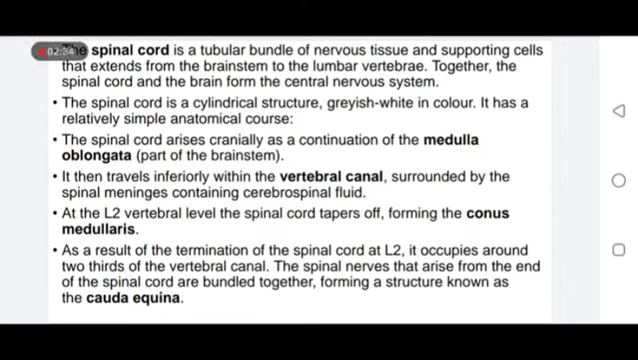 02:34
The spinal cord is a tubular bundle of nervous tissue and supporting cells
that extends from the brainstem to the lumbar vertebrae. Together, the
spinal cord and the brain form the central nervous system.
• The spinal cord is a cylindrical structure, greyish-white in colour. It has a
relatively simple anatomical course:
• The spinal cord arises cranially as a continuation of the medulla
oblongata (part of the brainstem).
• It then travels inferiorly within the vertebral canal, surrounded by the
spinal meninges containing cerebrospinal fluid.
• At the L2 vertebral level the spinal cord tapers off, forming the conus
medullaris.
• As a result of the termination of the spinal cord at L2, it occupies around
two thirds of the vertebral canal. The spinal nerves that arise from the end
of the spinal cord are bundled together, forming a structure known as
the cauda equina.